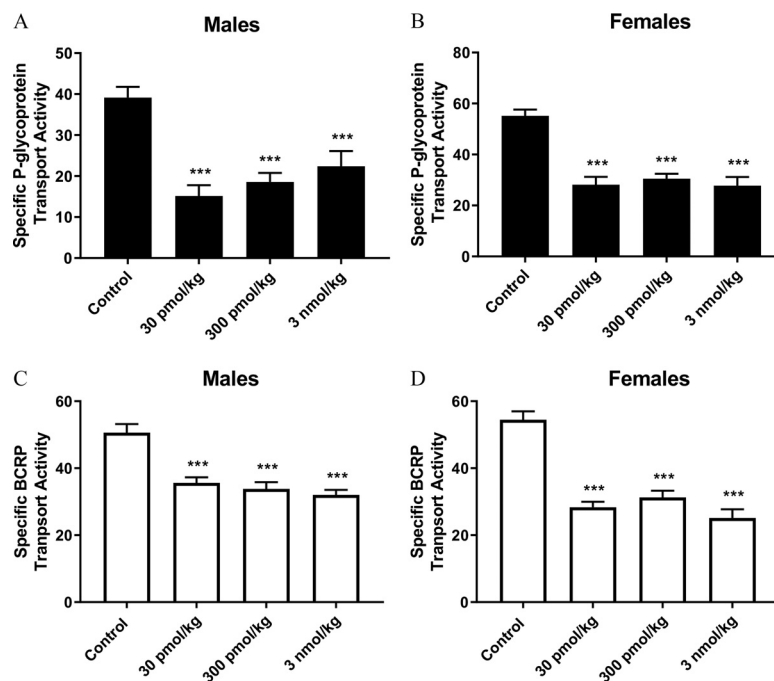 A
Males
Specific P-glycoprotein
Transport Activity
50
40
30
20
10
0
***
***
***
Control
30 pmol/kg
300 pmol/kg
3 nmol/kg
B
Females
Specific P-glycoprotein
Transport Activity
80
60
40
20
0
***
***
***
Control
30 pmol/kg
300 pmol/kg
3 nmol/kg
C
Males
Specific BCRP
Tranpsort Activity
60
40
20
0
***
***
***
Control
30 pmol/kg
300 pmol/kg
3 nmol/kg
D
Females
Specific BCRP
Tranpsort Activity
60
40
20
0
***
***
***
Control
30 pmol/kg
300 pmol/kg
3 nmol/kg